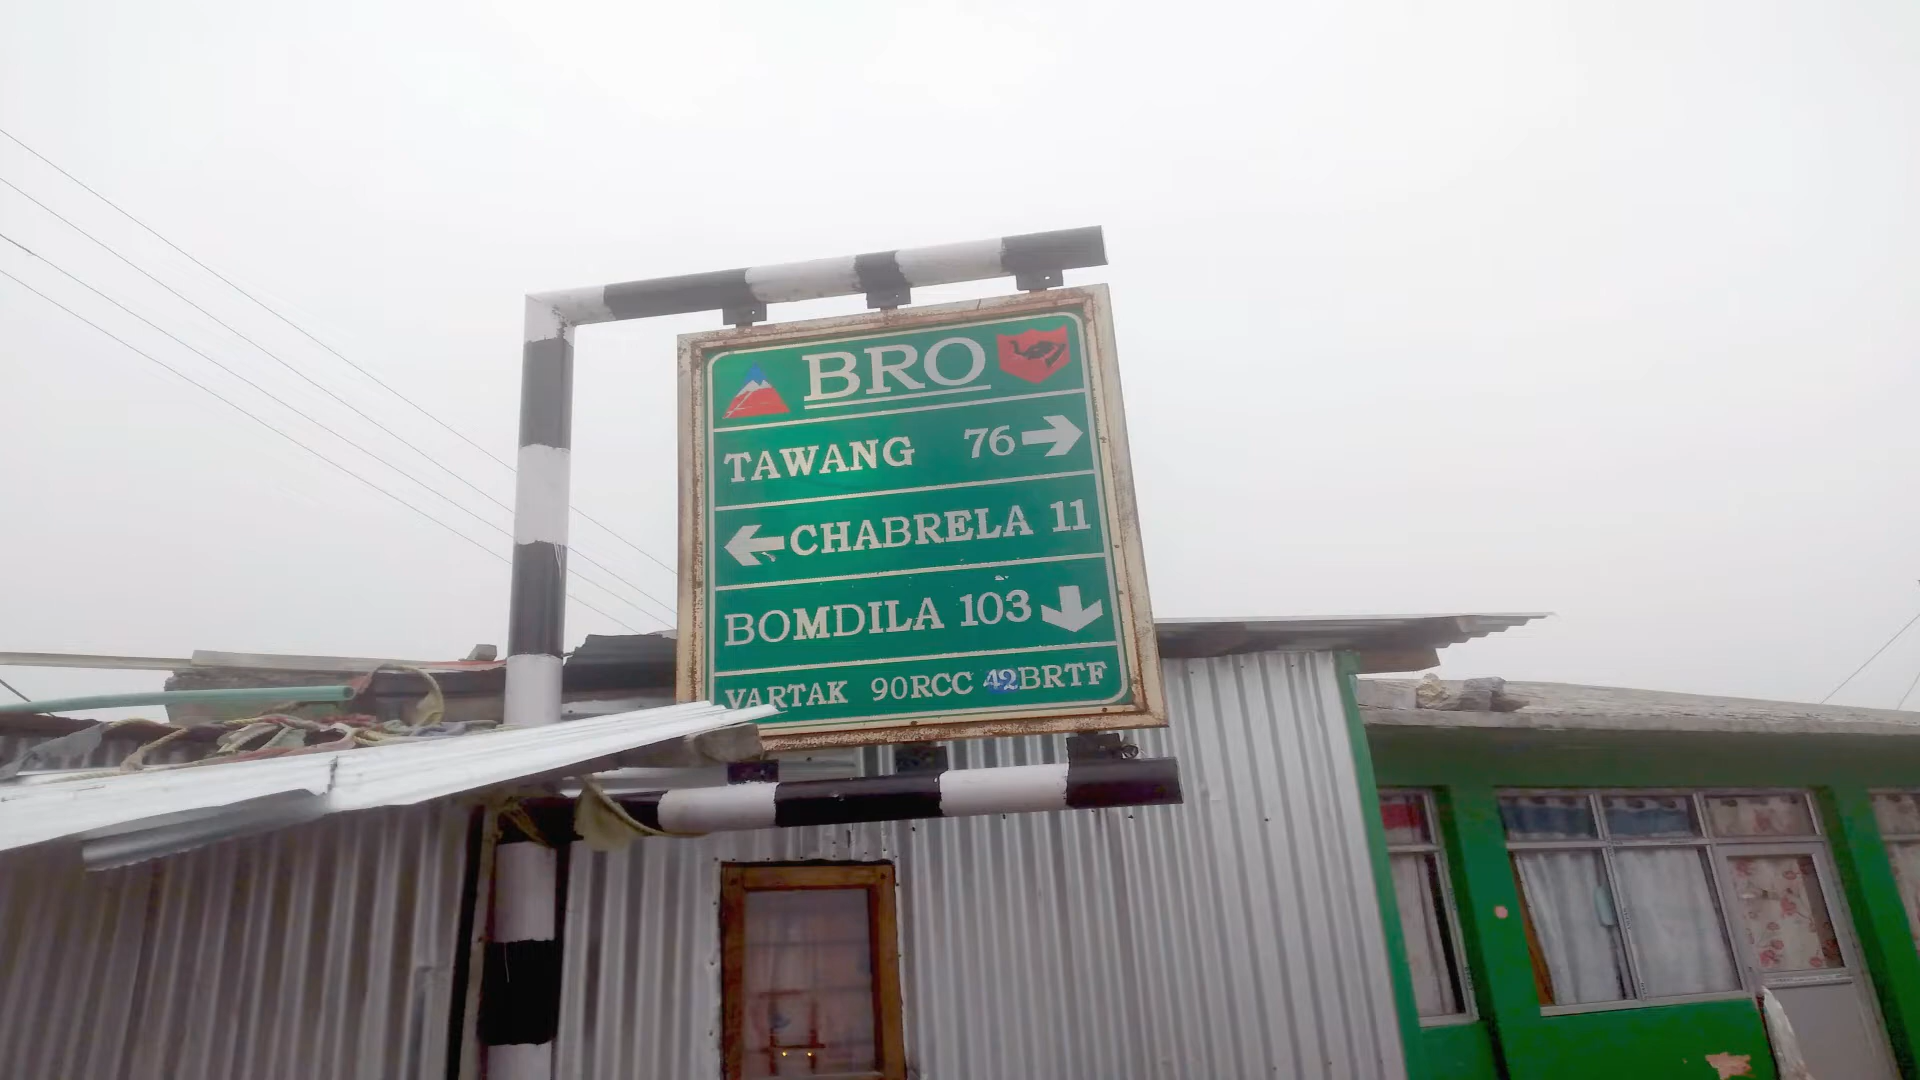 BRO
TAWANG 76
CHABRELA 11
BOMDILA 103
VARTAK 90RCC 42BRTF